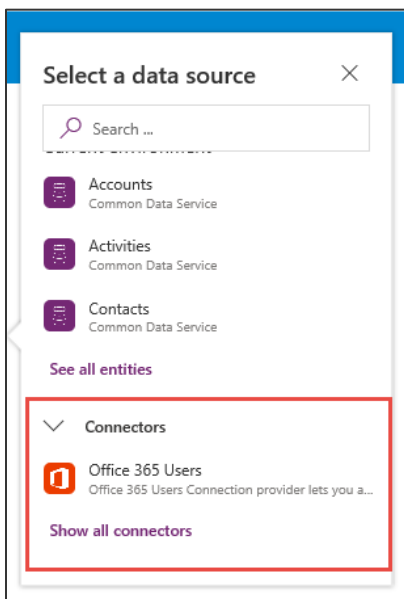 Select a data source
Search ...
Accounts
Common Data Service
Activities
Common Data Service
Contacts
Common Data Service
See all entities
Connectors
Office 365 Users
Office 365 Users Connection provider lets you a...
Show all connectors